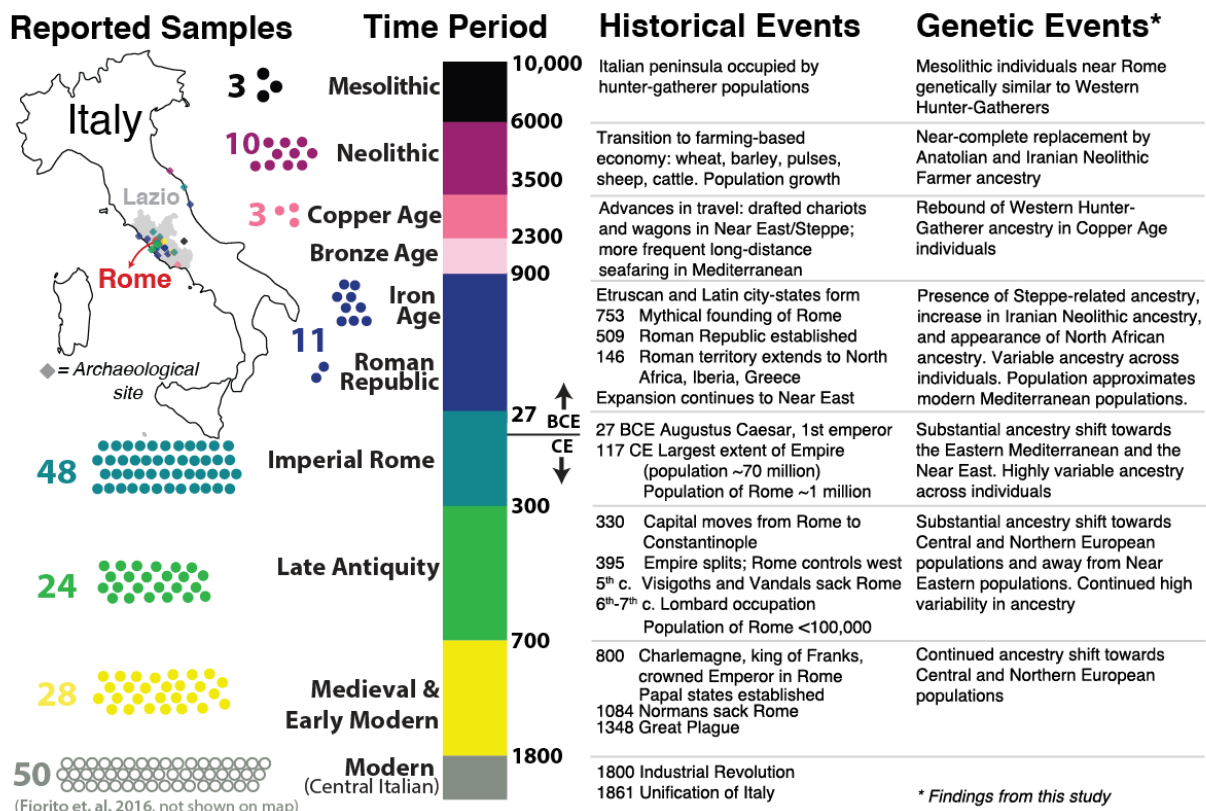 Reported Samples
Time Period
Historical Events
Genetic Events*
Italy
Lazio
Rome
= Archaeological
site
10,000
3
Mesolithic
Italian peninsula occupied by
hunter-gatherer populations
Mesolithic individuals near Rome
genetically similar to Western
Hunter-Gatherers
6000
10
Neolithic
Transition to farming-based
economy: wheat, barley, pulses,
sheep, cattle. Population growth
Near-complete replacement by
Anatolian and Iranian Neolithic
Farmer ancestry
3500
3
Copper Age
2300
Bronze Age
Advances in travel: drafted chariots
and wagons in Near East/Steppe;
more frequent long-distance
seafaring in Mediterranean
Rebound of Western Hunter-
Gatherer ancestry in Copper Age
individuals
900
Iron
Age
11
Roman
Republic
Etruscan and Latin city-states form
753 Mythical founding of Rome
509 Roman Republic established
146 Roman territory extends to North
Africa, Iberia, Greece
Expansion continues to Near East
Presence of Steppe-related ancestry,
increase in Iranian Neolithic ancestry,
and appearance of North African
ancestry. Variable ancestry across
individuals. Population approximates
modern Mediterranean populations.
27
BCE
CE
48
Imperial Rome
27 BCE Augustus Caesar, 1st emperor
117 CE Largest extent of Empire
(population ~70 million)
Population of Rome ~1 million
Substantial ancestry shift towards
the Eastern Mediterranean and the
Near East. Highly variable ancestry
across individuals
300
24
Late Antiquity
330 Capital moves from Rome to
Constantinople
395 Empire splits; Rome controls west
5th c. Visigoths and Vandals sack Rome
6th-7th c. Lombard occupation
Population of Rome <100,000
Substantial ancestry shift towards
Central and Northern European
populations and away from Near
Eastern populations. Continued high
variability in ancestry
700
28
Medieval &
Early Modern
800 Charlemagne, king of Franks,
crowned Emperor in Rome
Papal states established
1084 Normans sack Rome
1348 Great Plague
Continued ancestry shift towards
Central and Northern European
populations
1800
50
Modern
(Central Italian)
(Fiorito et. al. 2016, not shown on map)
1800 Industrial Revolution
1861 Unification of Italy
* Findings from this study